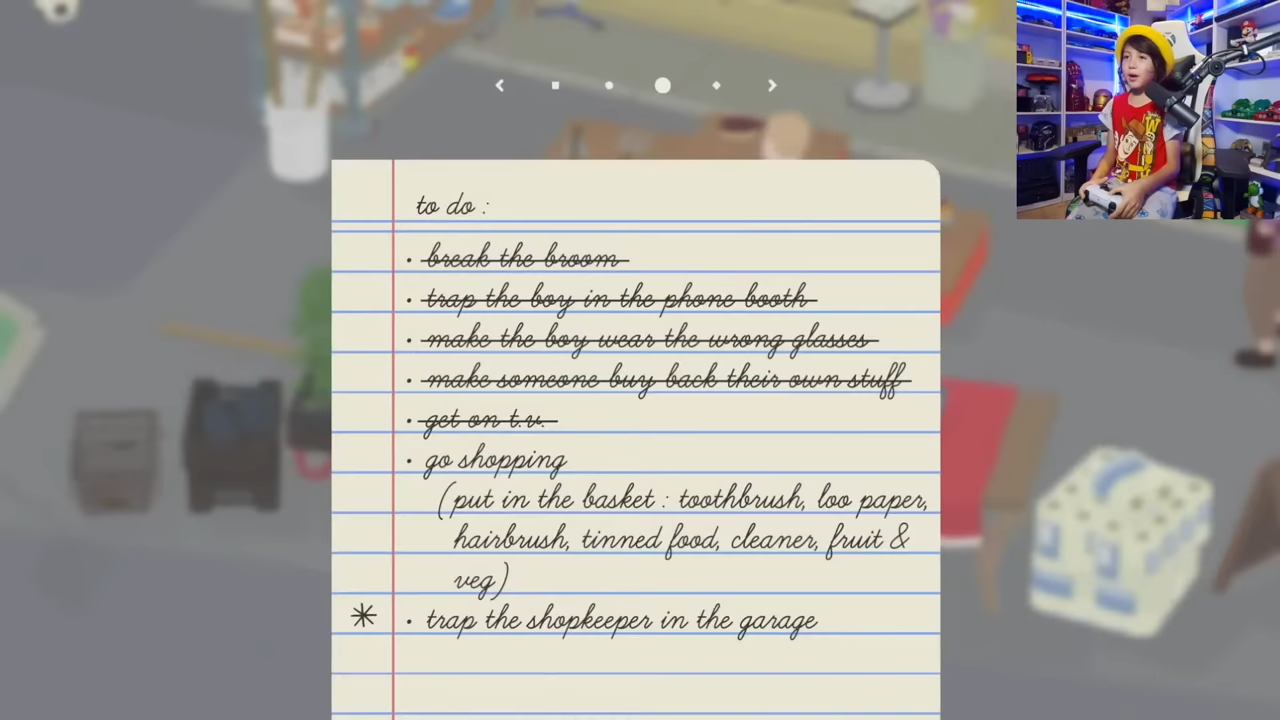 to do :
• break the broom
• trap the boy in the phone booth
• make the boy wear the wrong glasses
• make someone buy back their own stuff
• get on t.v.
• go shopping
(put in the basket : toothbrush, loo paper,
hairbrush, tinned food, cleaner, fruit &
veg)
* • trap the shopkeeper in the garage